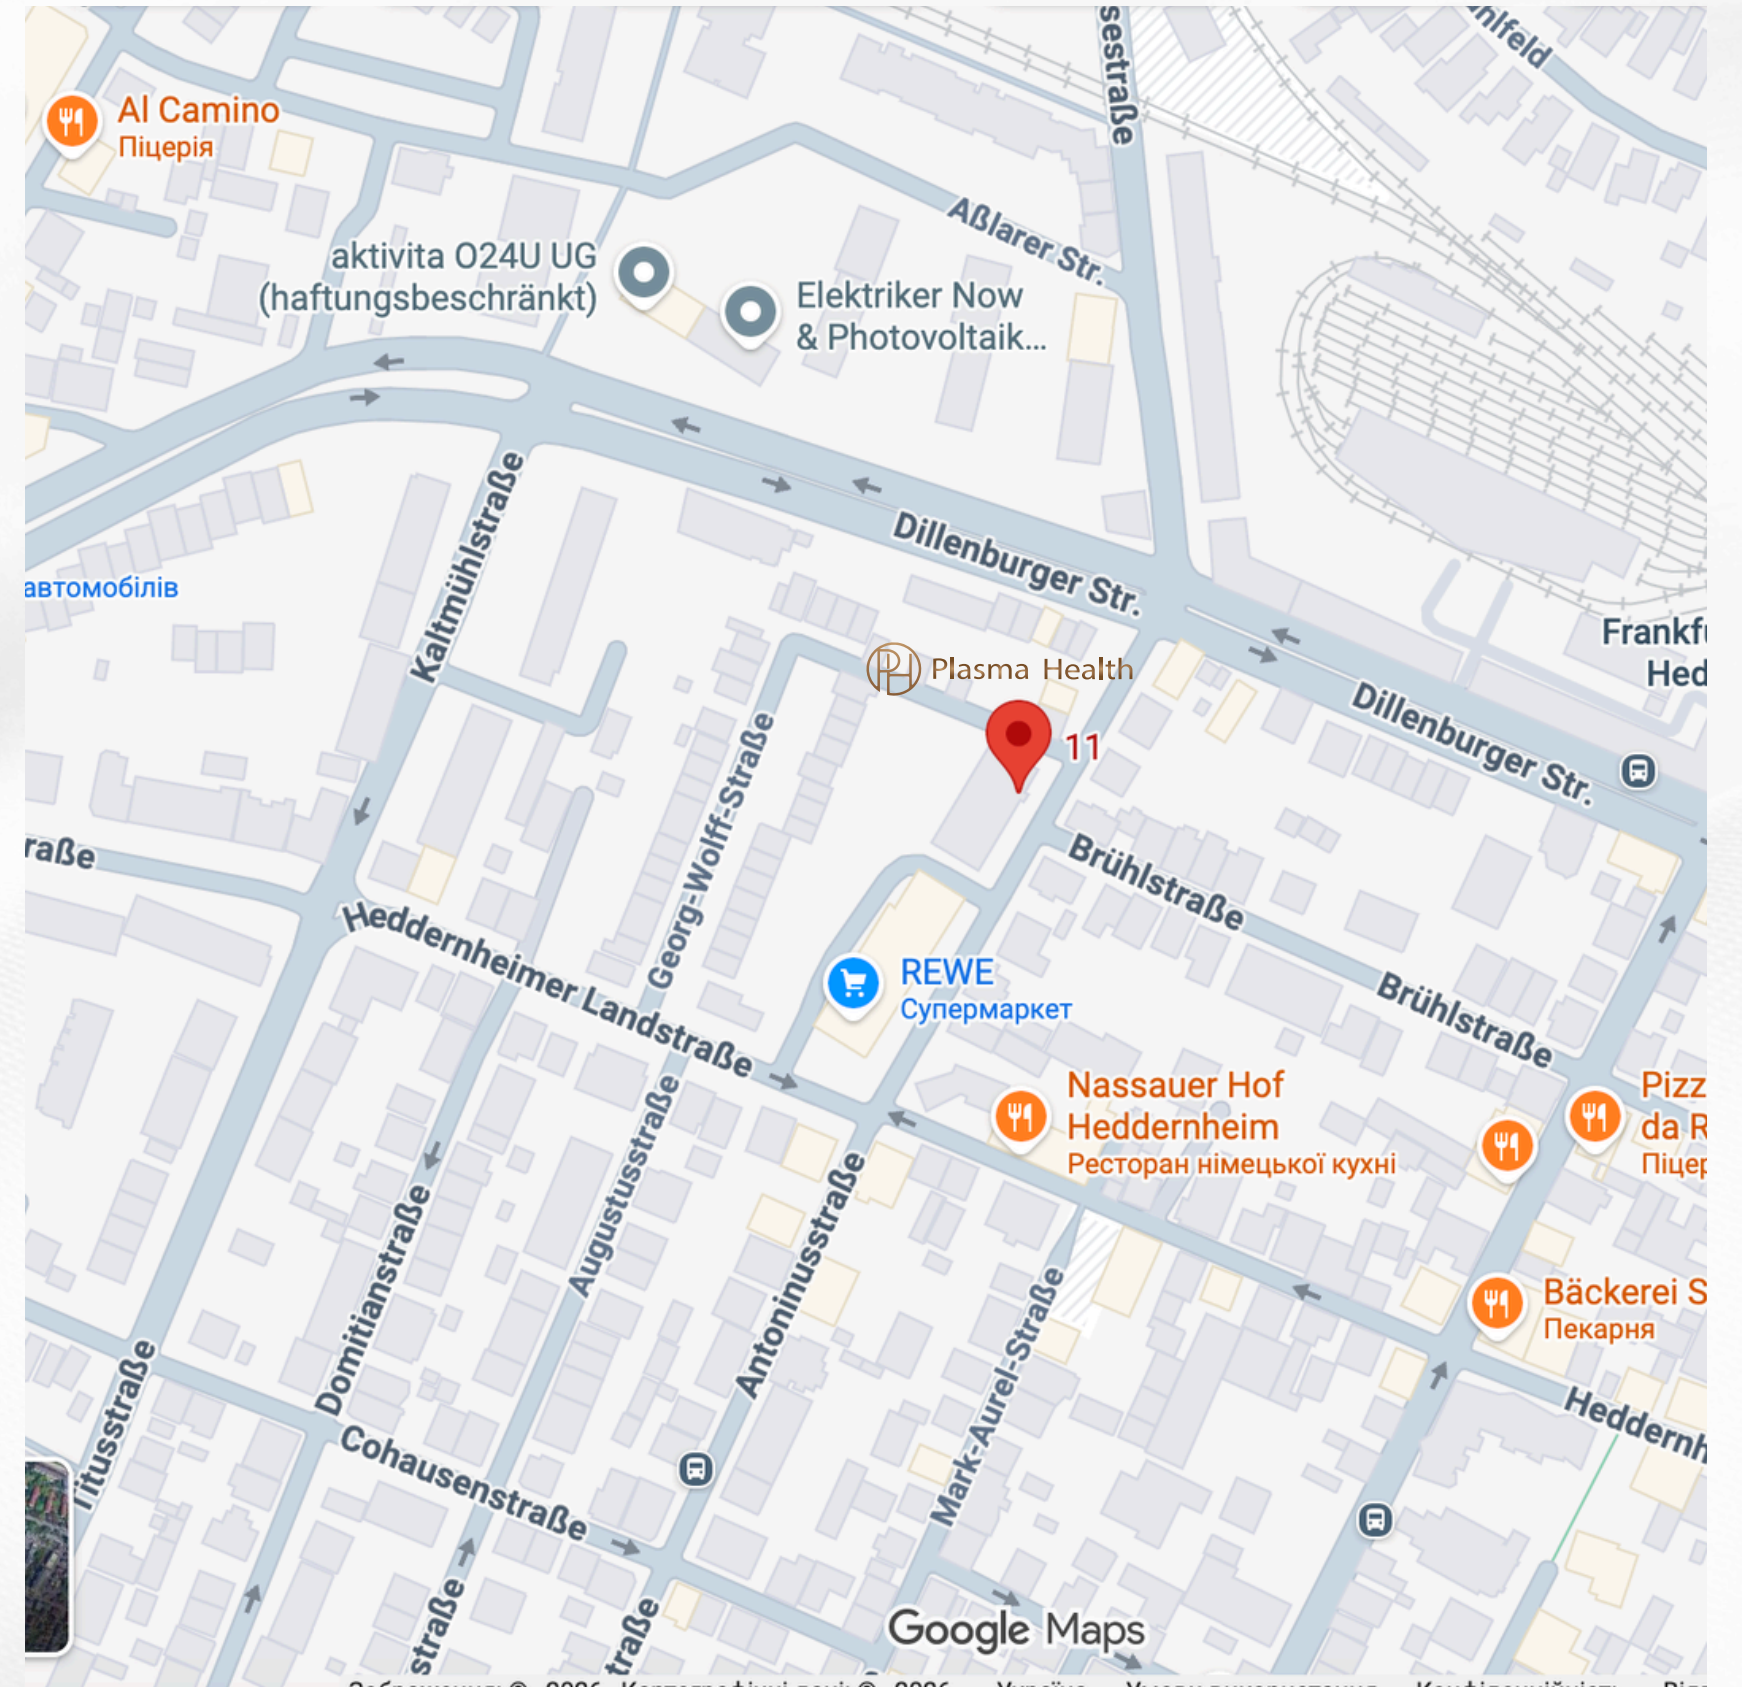 sestraße
ühlfeld
Al Camino
Піцерія
Aßlarer Str.
aktivita O24U UG
(haftungsbeschränkt)
Elektriker Now
& Photovoltaik...
Kaltmühlstraße
Dillenburger Str.
автомобілів
Frankfu
Hed
Plasma Health
11
Dillenburger Str.
Georg-Wolff-Straße
raße
Brühlstraße
Heddernheimer Landstraße
REWE
Супермаркет
Brühlstraße
Nassauer Hof
Heddernheim
Ресторан німецької кухні
Pizz
da R
Піцер
Augustusstraße
Antoninusstraße
Domitianstraße
Mark-Aurel-Straße
Bäckerei S
Пекарня
Titusstraße
Heddernh
Cohausenstraße
straße
traße
Google Maps